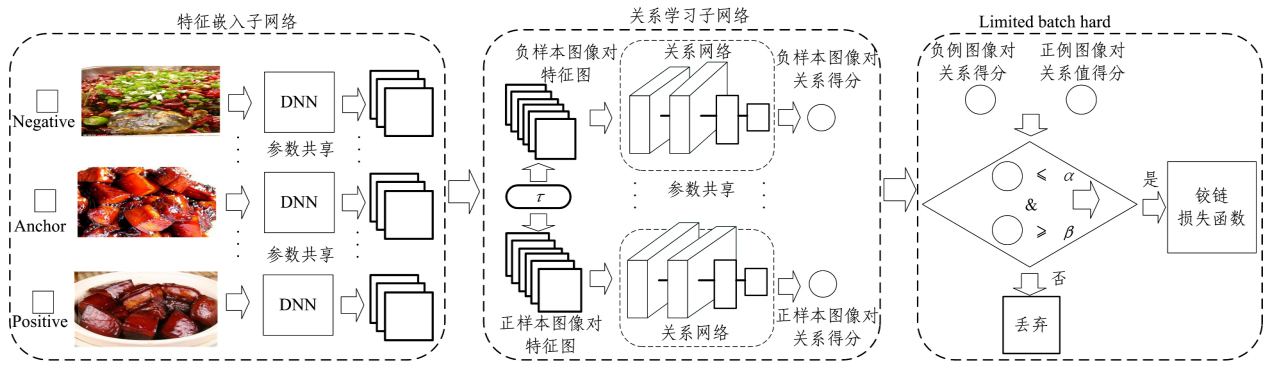 特征嵌入子网络
Negative
DNN
参数共享
Anchor
DNN
参数共享
Positive
DNN
关系学习子网络
负样本图像对
特征图
关系网络
负样本图像对
关系得分
τ
参数共享
正样本图像对
特征图
关系网络
正样本图像对
关系得分
Limited batch hard
负例图像对
关系得分
正例图像对
关系值得分
⩽ α
&
⩾ β
是
铰链
损失函数
否
丢弃